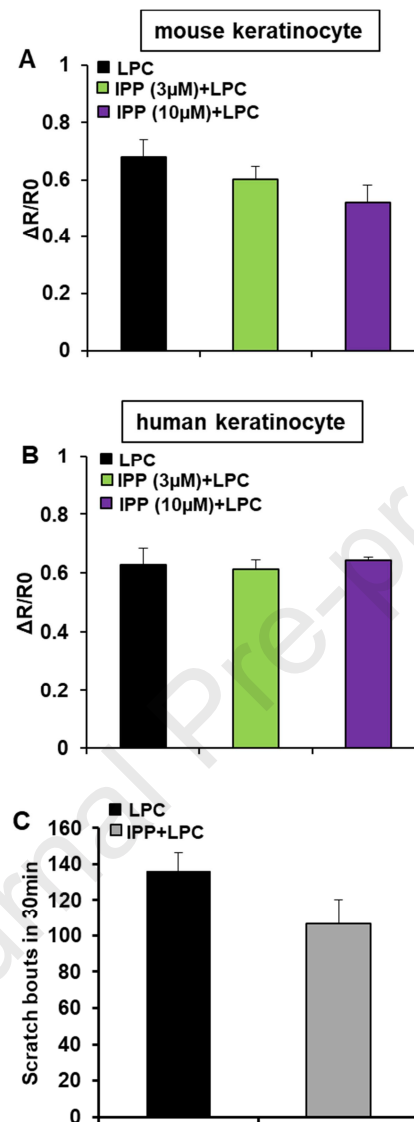 mouse keratinocyte
A
1
0.8
0.6
0.4
0.2
0
ΔR/R0
LPC
IPP (3μM)+LPC
IPP (10μM)+LPC
human keratinocyte
B
1
0.8
0.6
0.4
0.2
0
ΔR/R0
LPC
IPP (3μM)+LPC
IPP (10μM)+LPC
C
160
140
120
100
80
60
40
20
0
Scratch bouts in 30min
LPC
IPP+LPC
rnal Pre-pr